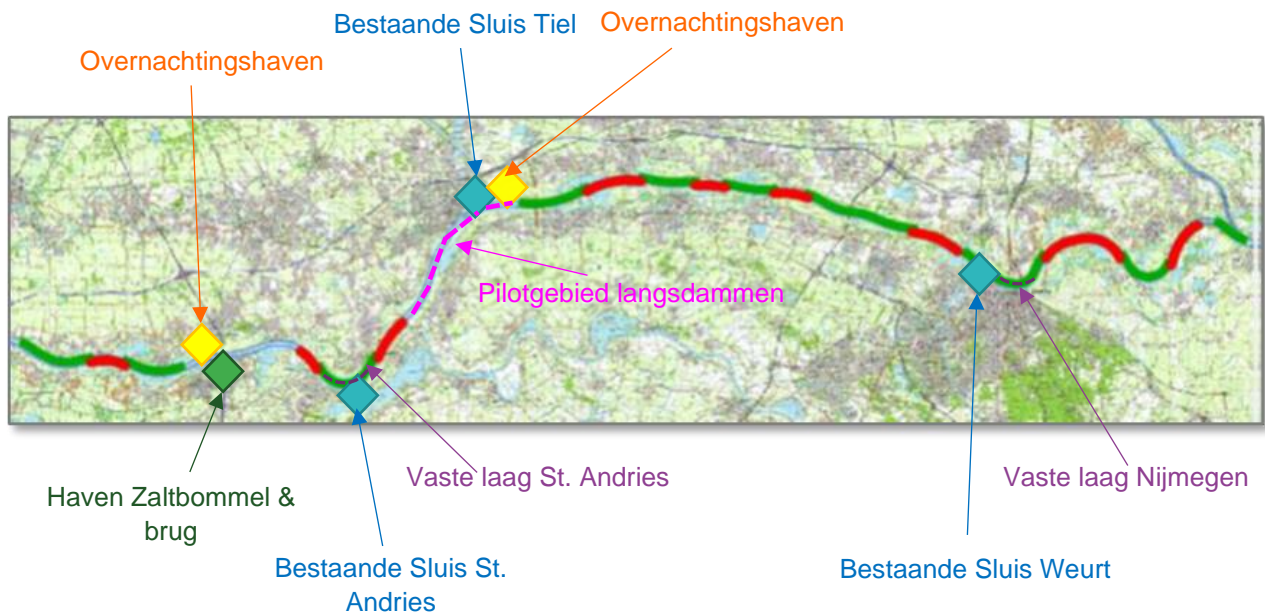 Bestaande Sluis Tiel
Overnachtingshaven
Overnachtingshaven
Pilotgebied langsdammen
Vaste laag St. Andries
Vaste laag Nijmegen
Haven Zaltbommel &
brug
Bestaande Sluis St.
Andries
Bestaande Sluis Weurt